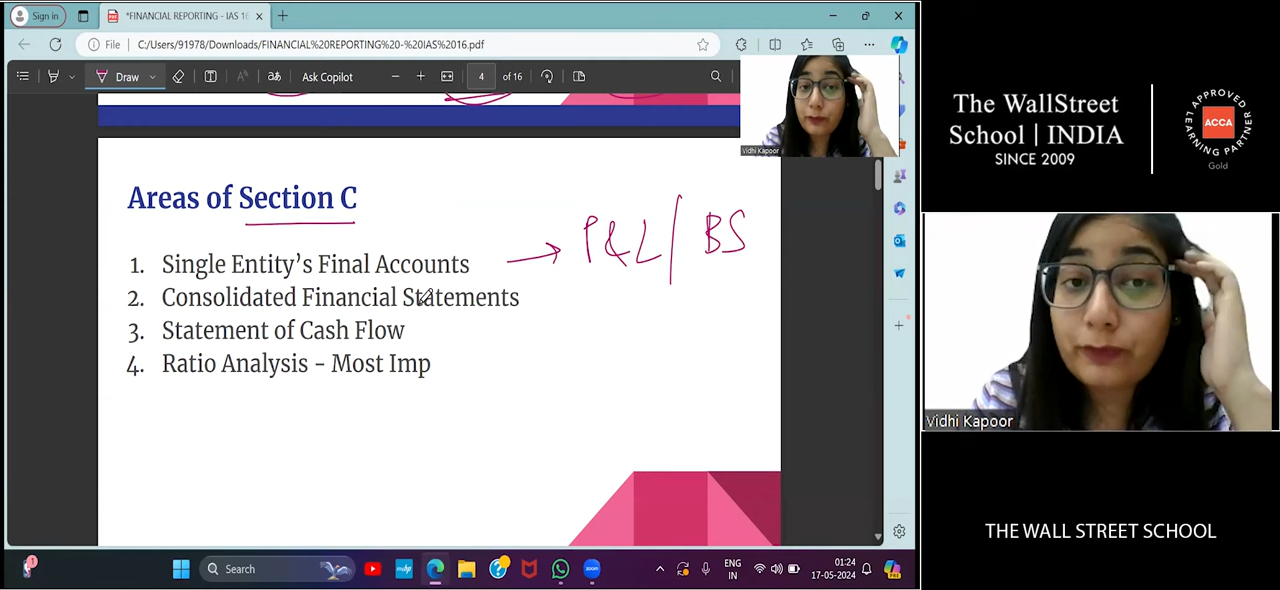 Sign in
*FINANCIAL REPORTING - IAS 16
File
C:/Users/91978/Downloads/FINANCIAL%20REPORTING%20-%20IAS%2016.pdf
Draw
aあ
Ask Copilot
4
of 16
Vidhi Kapoor
Areas of Section C
1. Single Entity’s Final Accounts → P&L / BS
2. Consolidated Financial Statements
3. Statement of Cash Flow
4. Ratio Analysis - Most Imp
Search
ENG
IN
01:24
17-05-2024
The WallStreet
School | INDIA
SINCE 2009
APPROVED
LEARNING PARTNER
ACCA
Gold
Vidhi Kapoor
THE WALL STREET SCHOOL